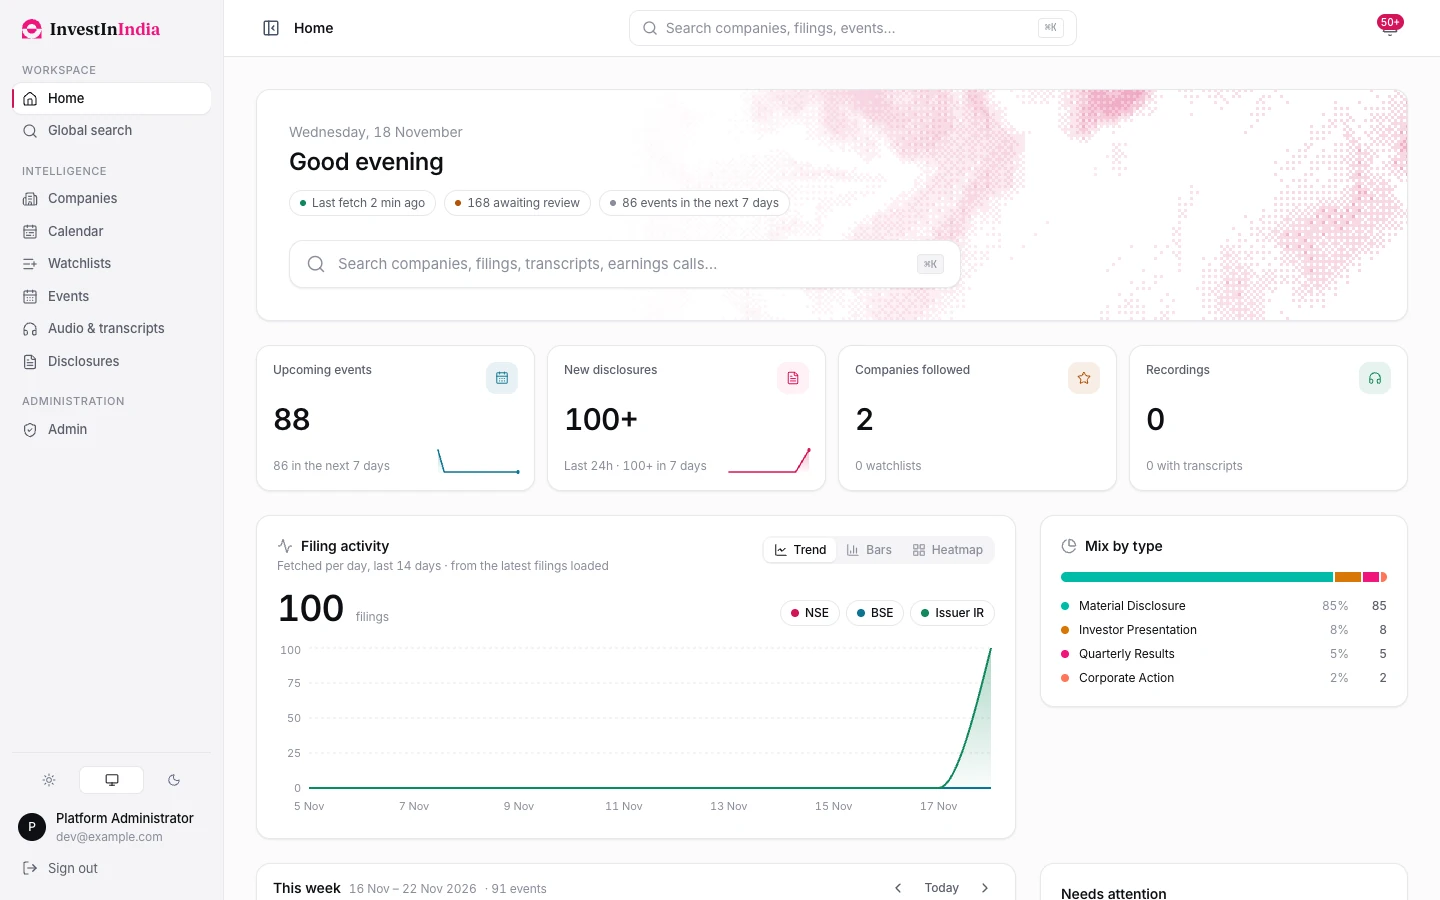 InvestInIndia
WORKSPACE
Home
Global search
INTELLIGENCE
Companies
Calendar
Watchlists
Events
Audio & transcripts
Disclosures
ADMINISTRATION
Admin
P
Platform Administrator
dev@example.com
Sign out
Home
Search companies, filings, events...
⌘K
50+
Wednesday, 18 November
Good evening
Last fetch 2 min ago
168 awaiting review
86 events in the next 7 days
Search companies, filings, transcripts, earnings calls...
⌘K
Upcoming events
88
86 in the next 7 days
New disclosures
100+
Last 24h · 100+ in 7 days
Companies followed
2
0 watchlists
Recordings
0
0 with transcripts
Filing activity
Fetched per day, last 14 days · from the latest filings loaded
Trend
Bars
Heatmap
100 filings
NSE
BSE
Issuer IR
100
75
50
25
0
5 Nov
7 Nov
9 Nov
11 Nov
13 Nov
15 Nov
17 Nov
Mix by type
Material Disclosure 85% 85
Investor Presentation 8% 8
Quarterly Results 5% 5
Corporate Action 2% 2
This week 16 Nov – 22 Nov 2026 · 91 events
Today
Needs attention